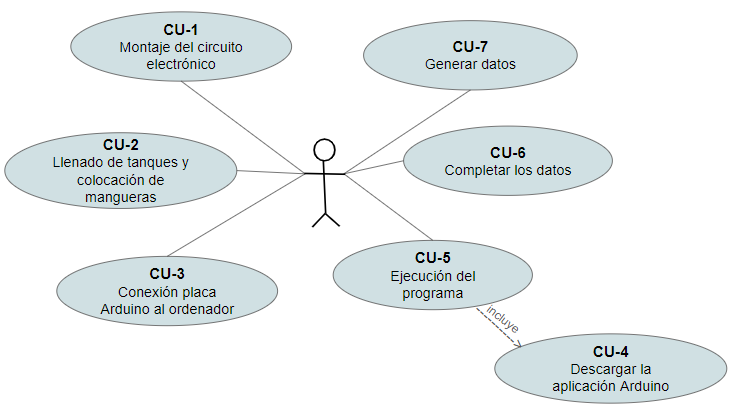 CU-1
Montaje del circuito
electrónico
CU-7
Generar datos
CU-2
Llenado de tanques y
colocación de
mangueras
CU-6
Completar los datos
CU-3
Conexión placa
Arduino al ordenador
CU-5
Ejecución del
programa
incluye
CU-4
Descargar la
aplicación Arduino